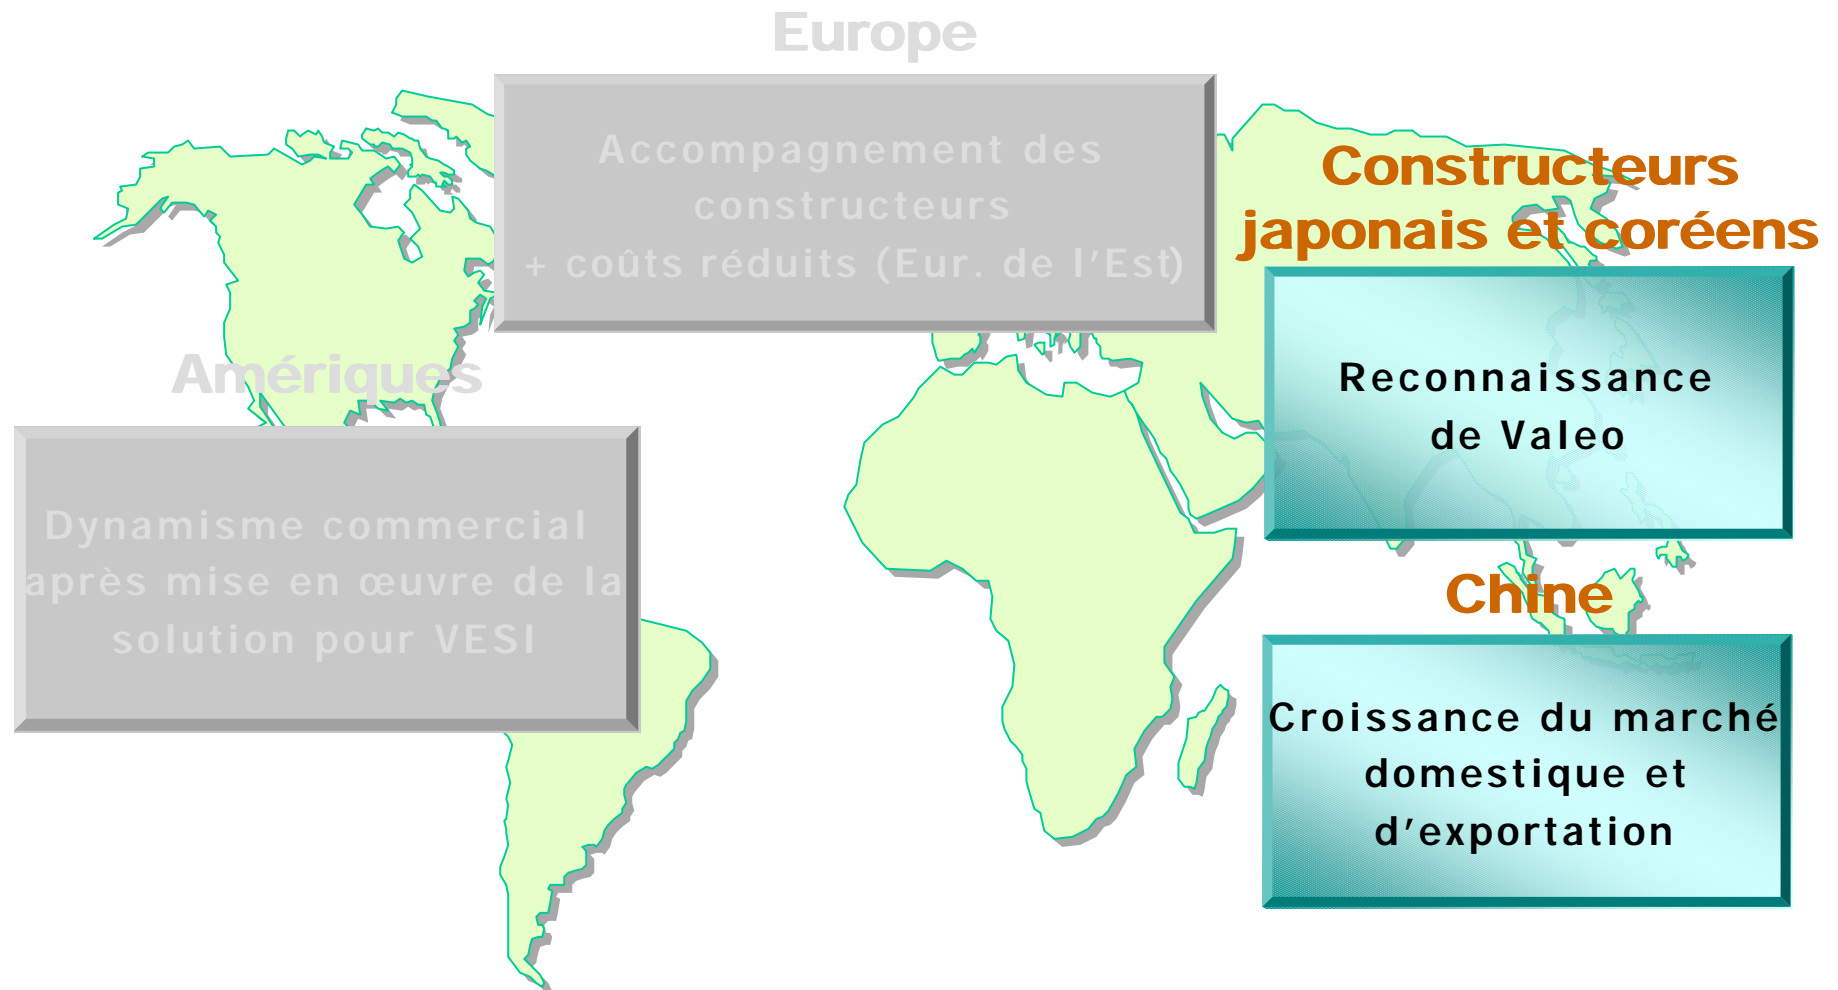 Europe
Accompagnement des
constructeurs
+ coûts réduits (Eur. de l’Est)
Amériques
Dynamisme commercial
après mise en œuvre de la
solution pour VESI
Constructeurs
japonais et coréens
Reconnaissance
de Valeo
Chine
Croissance du marché
domestique et
d’exportation